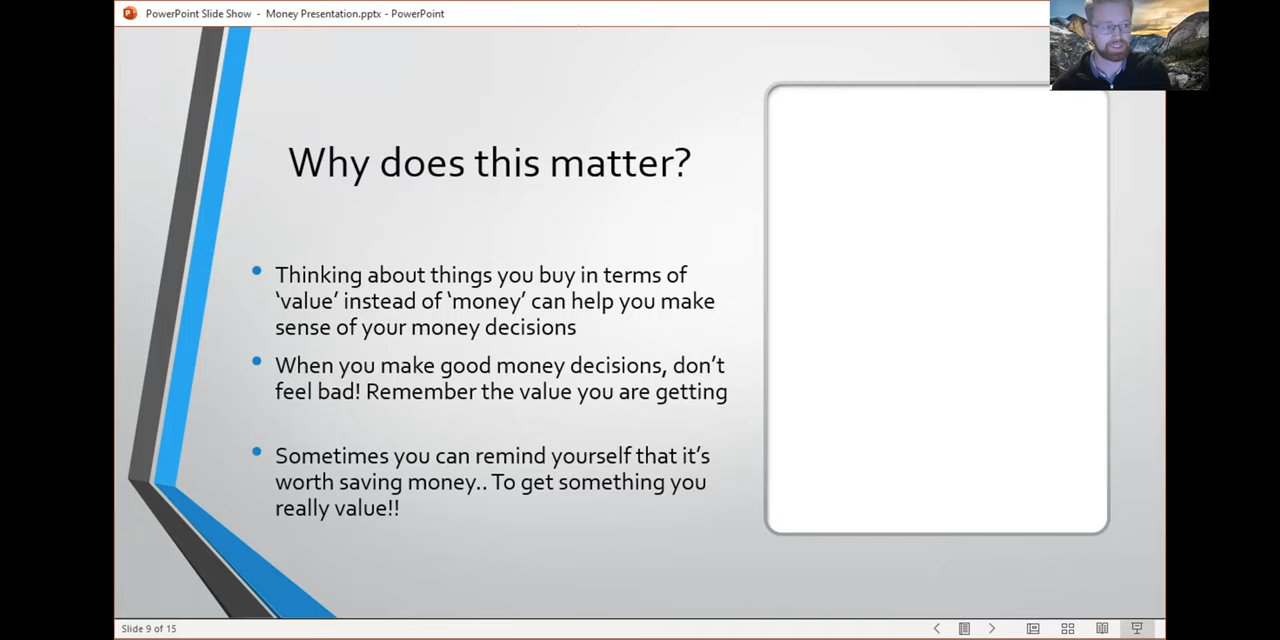 PowerPoint Slide Show - Money Presentation.pptx - PowerPoint
Why does this matter?
Thinking about things you buy in terms of
‘value’ instead of ‘money’ can help you make
sense of your money decisions
When you make good money decisions, don’t
feel bad! Remember the value you are getting
Sometimes you can remind yourself that it’s
worth saving money.. To get something you
really value!!
Slide 9 of 15